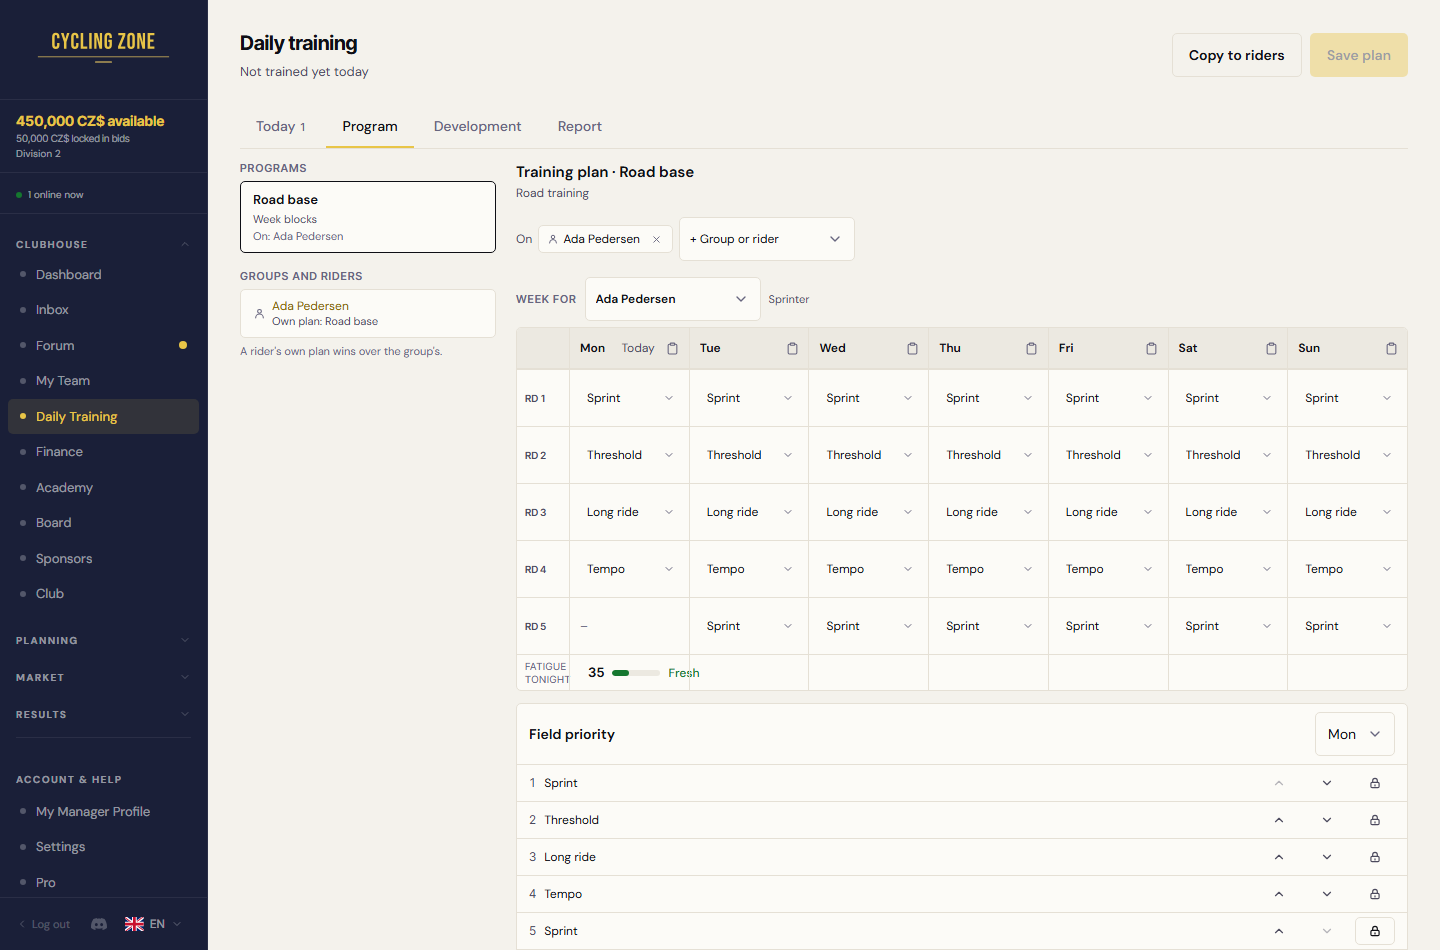 CYCLING ZONE
450,000 CZ$ available
50,000 CZ$ locked in bids
Division 2
1 online now
CLUBHOUSE
Dashboard
Inbox
Forum
My Team
Daily Training
Finance
Academy
Board
Sponsors
Club
PLANNING
MARKET
RESULTS
ACCOUNT & HELP
My Manager Profile
Settings
Pro
Log out
EN
Daily training
Not trained yet today
Copy to riders
Save plan
Today 1
Program
Development
Report
PROGRAMS
Road base
Week blocks
On: Ada Pedersen
GROUPS AND RIDERS
Ada Pedersen
Own plan: Road base
A rider's own plan wins over the group's.
Training plan · Road base
Road training
On
Ada Pedersen
+ Group or rider
WEEK FOR
Ada Pedersen
Sprinter
Mon Today Tue Wed Thu Fri Sat Sun
RD 1 Sprint Sprint Sprint Sprint Sprint Sprint Sprint
RD 2 Threshold Threshold Threshold Threshold Threshold Threshold Threshold
RD 3 Long ride Long ride Long ride Long ride Long ride Long ride Long ride
RD 4 Tempo Tempo Tempo Tempo Tempo Tempo Tempo
RD 5 – Sprint Sprint Sprint Sprint Sprint Sprint
FATIGUE
TONIGHT
35 Fresh
Field priority
Mon
1 Sprint
2 Threshold
3 Long ride
4 Tempo
5 Sprint